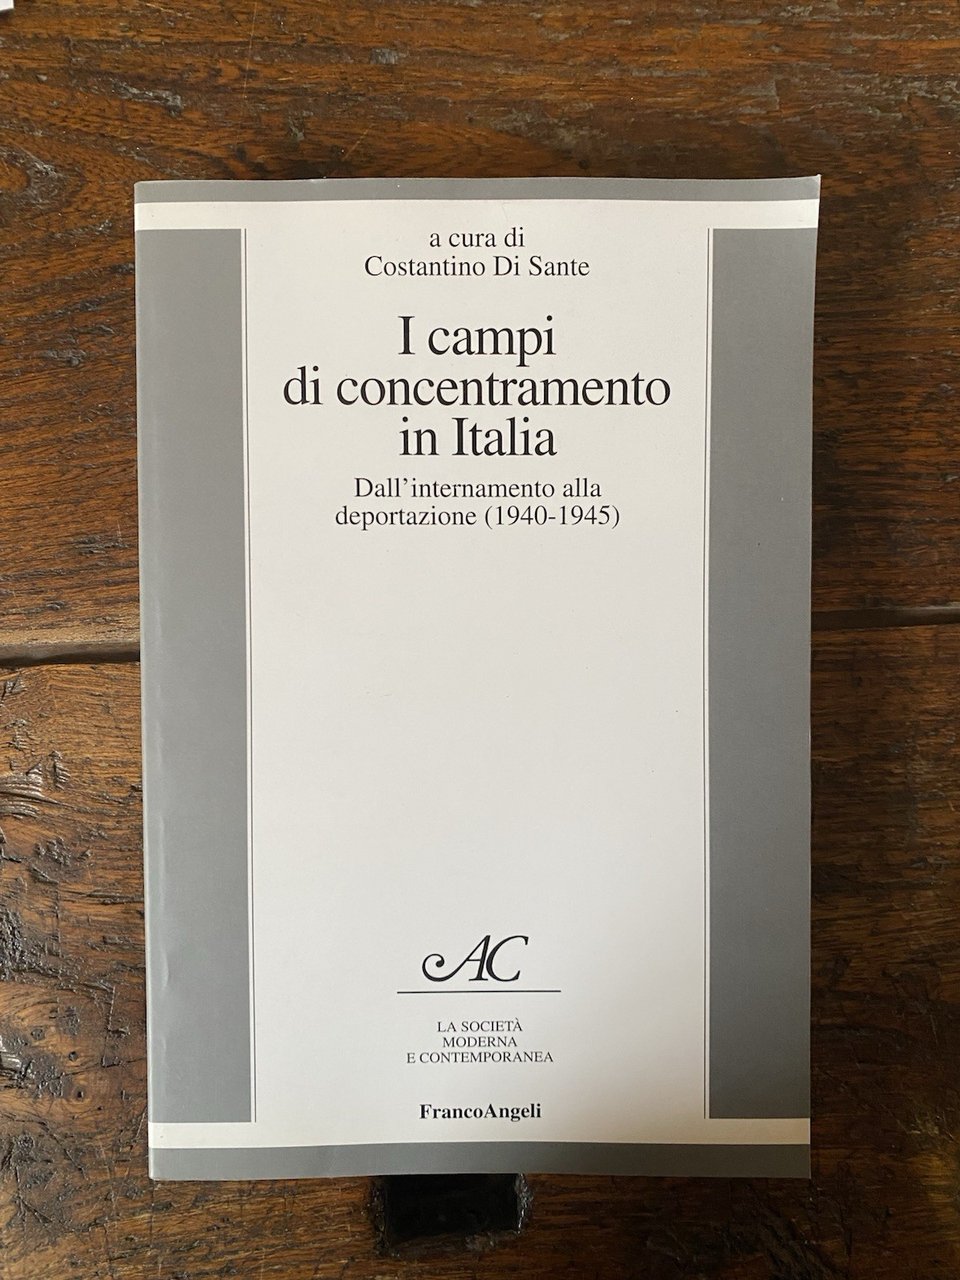 a cura di
Costantino Di Sante
I campi
di concentramento
in Italia
Dall'internamento alla
deportazione (1940-1945)
AC
LA SOCIETÀ
MODERNA
E CONTEMPORANEA
FrancoAngeli